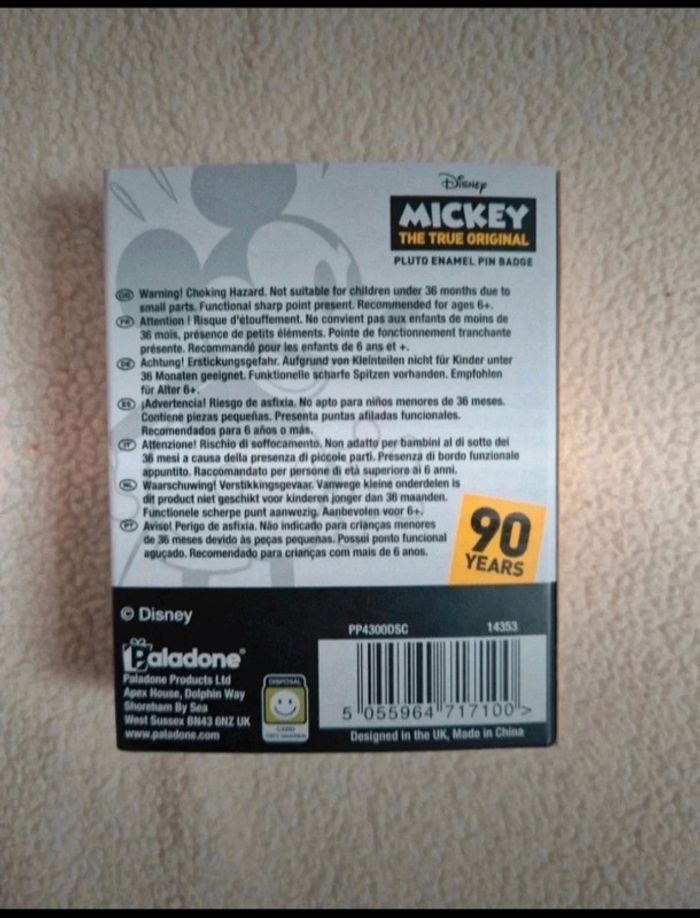 Disney
MICKEY
THE TRUE ORIGINAL
PLUTO ENAMEL PIN BADGE
GB Warning! Choking Hazard. Not suitable for children under 36 months due to
small parts. Functional sharp point present. Recommended for ages 6+.
FR Attention ! Risque d'étouffement. Ne convient pas aux enfants de moins de
36 mois, présence de petits éléments. Pointe de fonctionnement tranchante
présente. Recommandé pour les enfants de 6 ans et +.
DE Achtung! Erstickungsgefahr. Aufgrund von Kleinteilen nicht für Kinder unter
36 Monaten geeignet. Funktionelle scharfe Spitzen vorhanden. Empfohlen
für Alter 6+.
ES ¡Advertencia! Riesgo de asfixia. No apto para niños menores de 36 meses.
Contiene piezas pequeñas. Presenta puntas afiladas funcionales.
Recomendados para 6 años o más.
IT Attenzione! Rischio di soffocamento. Non adatto per bambini al di sotto dei
36 mesi a causa della presenza di piccole parti. Presenza di bordo funzionale
appuntito. Raccomandato per persone di età superiore ai 6 anni.
NL Waarschuwing! Verstikkingsgevaar. Vanwege kleine onderdelen is
dit product niet geschikt voor kinderen jonger dan 36 maanden.
Functionele scherpe punt aanwezig. Aanbevolen voor 6+.
PT Aviso! Perigo de asfixia. Não indicado para crianças menores
de 36 meses devido às peças pequenas. Possui ponto funcional
aguçado. Recomendado para crianças com mais de 6 anos.
90
YEARS
© Disney
Paladone®
Paladone Products Ltd
Apex House, Dolphin Way
Shoreham By Sea
West Sussex BN43 6NZ UK
www.paladone.com
DISPOSAL
CARD
PP4300DSC 14353
5 055964 717100 >
Designed in the UK, Made in China